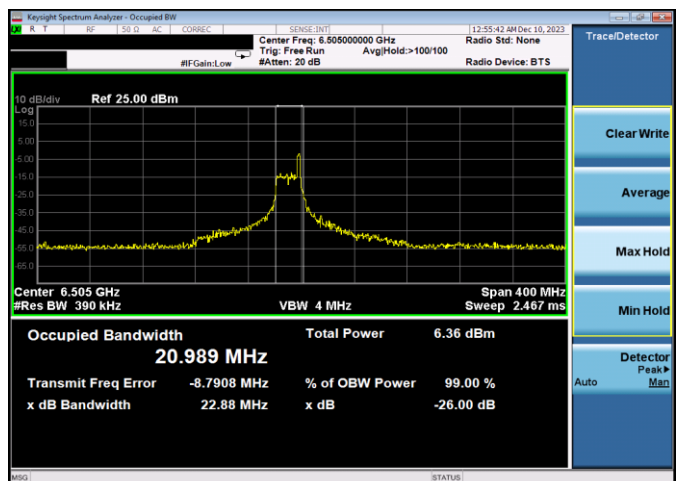 Keysight Spectrum Analyzer - Occupied BW
LXI R T RF 50 Ω AC CORREC SENSE:INT 12:55:42 AM Dec 10, 2023
Center Freq: 6.505000000 GHz Radio Std: None
Trig: Free Run Avg|Hold:>100/100
#IFGain:Low #Atten: 20 dB Radio Device: BTS
Trace/Detector
10 dB/div Ref 25.00 dBm
Log
15.0
5.00
-5.00
-15.0
-25.0
-35.0
-45.0
-55.0
-65.0
Center 6.505 GHz Span 400 MHz
#Res BW 390 kHz VBW 4 MHz Sweep 2.467 ms
Occupied Bandwidth Total Power 6.36 dBm
20.989 MHz
Transmit Freq Error -8.7908 MHz % of OBW Power 99.00 %
x dB Bandwidth 22.88 MHz x dB -26.00 dB
Clear Write
Average
Max Hold
Min Hold
Detector
Peak▶
Auto Man
MSG STATUS